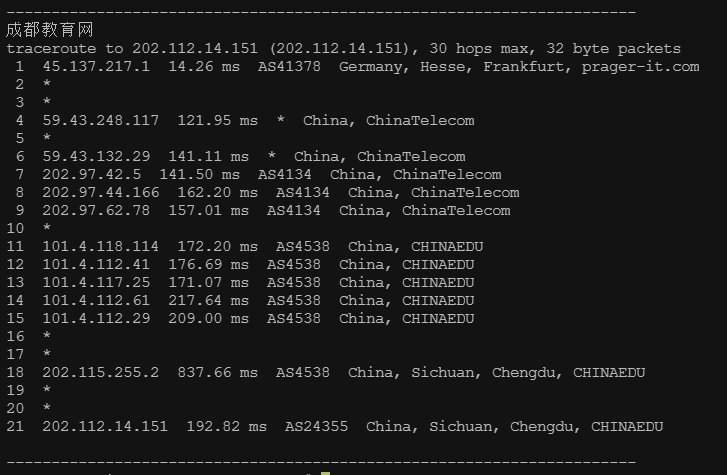 ----------------------------------------------------------------------
成都教育网
traceroute to 202.112.14.151 (202.112.14.151), 30 hops max, 32 byte packets
1 45.137.217.1 14.26 ms AS41378 Germany, Hesse, Frankfurt, prager-it.com
2 *
3 *
4 59.43.248.117 121.95 ms * China, ChinaTelecom
5 *
6 59.43.132.29 141.11 ms * China, ChinaTelecom
7 202.97.42.5 141.50 ms AS4134 China, ChinaTelecom
8 202.97.44.166 162.20 ms AS4134 China, ChinaTelecom
9 202.97.62.78 157.01 ms AS4134 China, ChinaTelecom
10 *
11 101.4.118.114 172.20 ms AS4538 China, CHINAEDU
12 101.4.112.41 176.69 ms AS4538 China, CHINAEDU
13 101.4.117.25 171.07 ms AS4538 China, CHINAEDU
14 101.4.112.61 217.64 ms AS4538 China, CHINAEDU
15 101.4.112.29 209.00 ms AS4538 China, CHINAEDU
16 *
17 *
18 202.115.255.2 837.66 ms AS4538 China, Sichuan, Chengdu, CHINAEDU
19 *
20 *
21 202.112.14.151 192.82 ms AS24355 China, Sichuan, Chengdu, CHINAEDU
----------------------------------------------------------------------